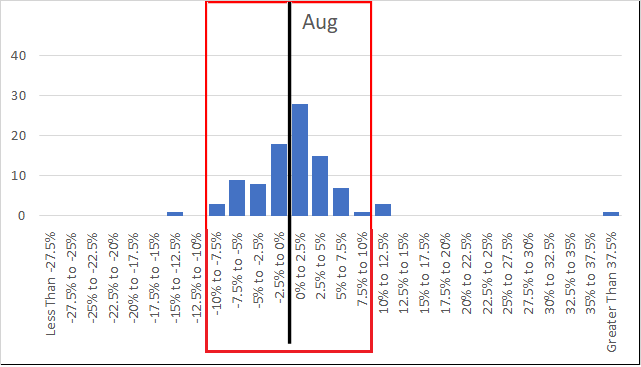 Aug
40
30
20
10
0
Less Than -27.5%
-27.5% to -25%
-25% to -22.5%
-22.5% to -20%
-20% to -17.5%
-17.5% to -15%
-15% to -12.5%
-12.5% to -10%
-10% to -7.5%
-7.5% to -5%
-5% to -2.5%
-2.5% to 0%
0% to 2.5%
2.5% to 5%
5% to 7.5%
7.5% to 10%
10% to 12.5%
12.5% to 15%
15% to 17.5%
17.5% to 20%
20% to 22.5%
22.5% to 25%
25% to 27.5%
27.5% to 30%
30% to 32.5%
32.5% to 35%
35% to 37.5%
Greater Than 37.5%